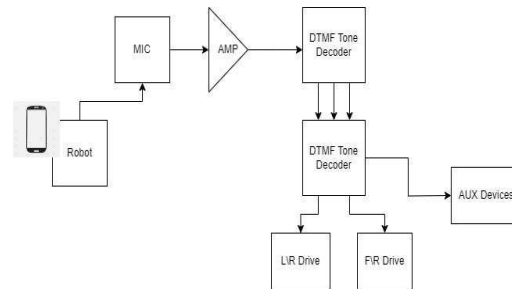 MIC
AMP
DTMF Tone
Decoder
Robot
DTMF Tone
Decoder
AUX Devices
L\R Drive
F\R Drive